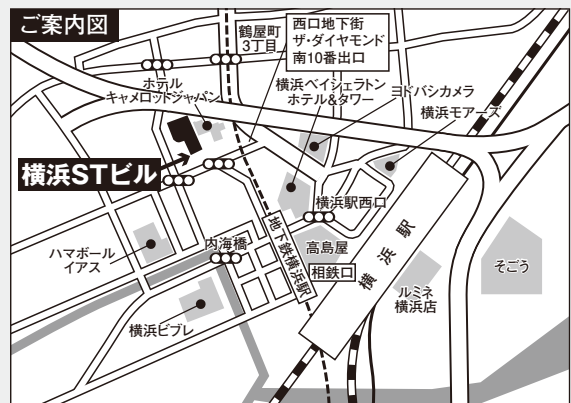 ご案内図
鶴屋町
3丁目
西口地下街
ザ・ダイヤモンド
南10番出口
ホテル
キャメロットジャパン
横浜ベイシェラトン
ホテル&タワー
ヨドバシカメラ
横浜モアーズ
横浜STビル
横浜駅西口
ハマボール
イアス
内海橋
地下鉄横浜駅
高島屋
相鉄口
横浜駅
ルミネ
横浜店
そごう
横浜ビブレ